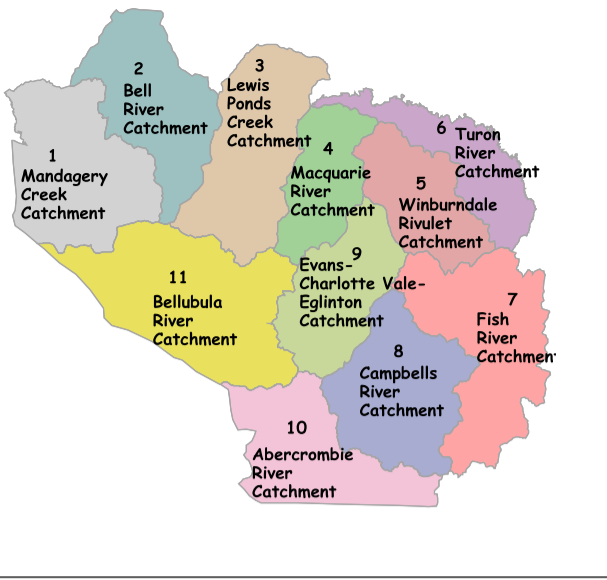 1
Mandagery
Creek
Catchment
2
Bell
River
Catchment
3
Lewis
Ponds
Creek
Catchment
4
Macquarie
River
Catchment
5
Winburndale
Rivulet
Catchment
6 Turon
River
Catchment
7
Fish
River
Catchmen
8
Campbells
River
Catchment
9
Evans-
Charlotte Vale-
Eglinton
Catchment
10
Abercrombie
River
Catchment
11
Bellubula
River
Catchment